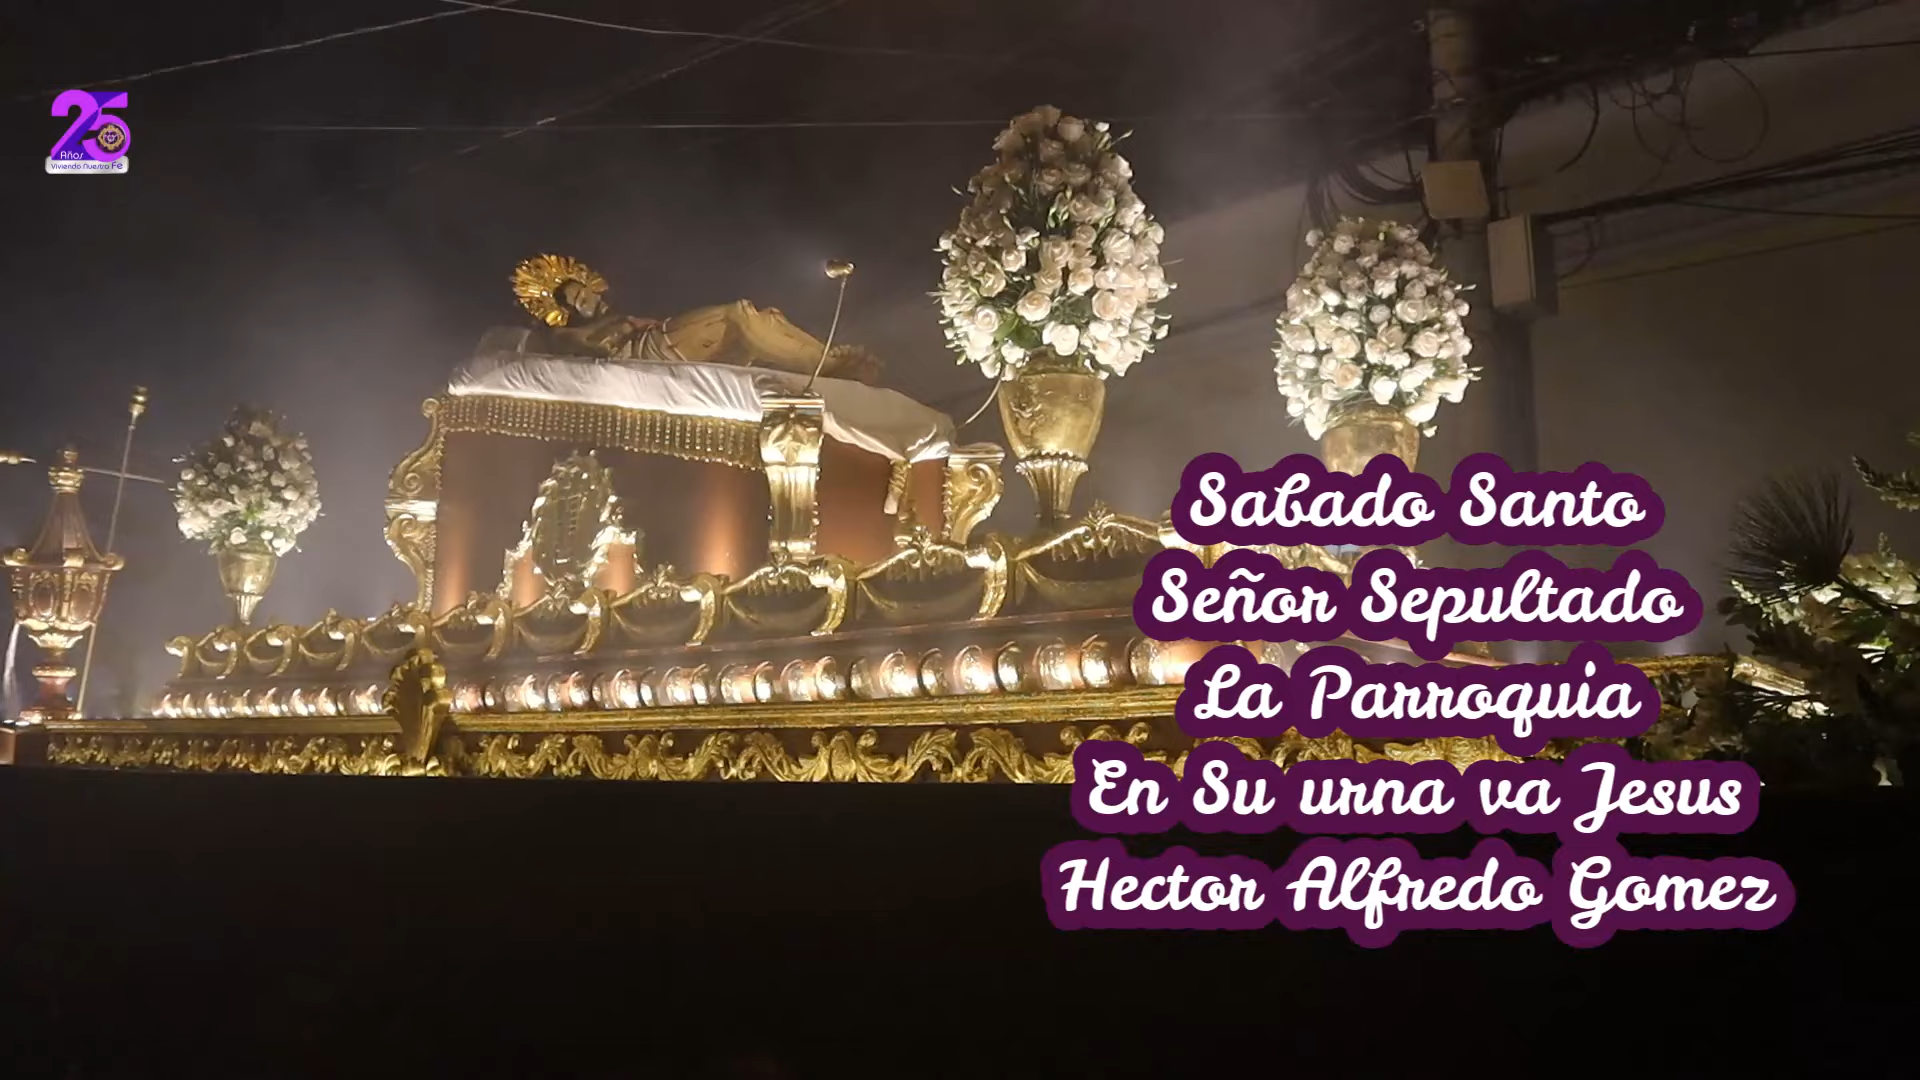 25
Años
Viviendo Nuestra Fe
Sabado Santo
Señor Sepultado
La Parroquia
En Su urna va Jesus
Hector Alfredo Gomez